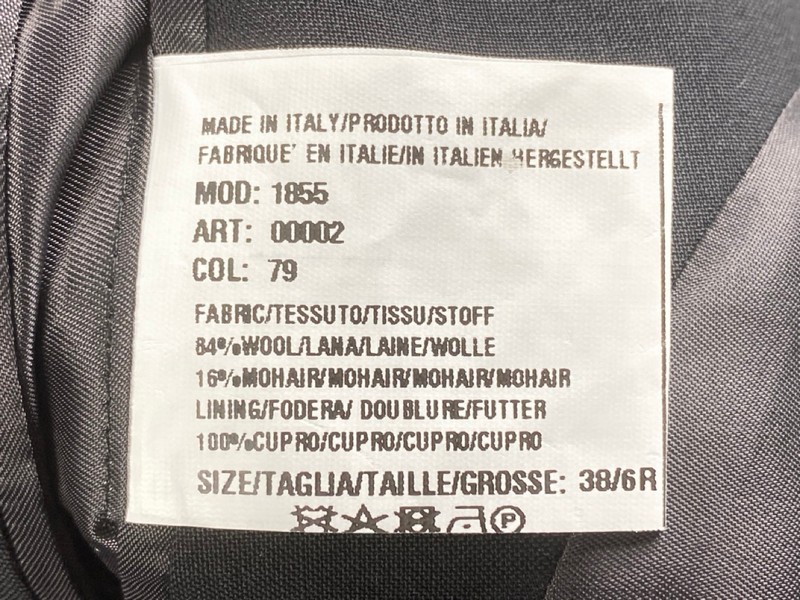 MADE IN ITALY/PRODOTTO IN ITALIA/
FABRIQUE' EN ITALIE/IN ITALIEN HERGESTELLT
MOD: 1855
ART: 00002
COL: 79
FABRIC/TESSUTO/TISSU/STOFF
84%WOOL/LANA/LAINE/WOLLE
16%MOHAIR/MOHAIR/MOHAIR/MOHAIR
LINING/FODERA/ DOUBLURE/FUTTER
100%CUPRO/CUPRO/CUPRO/CUPRO
SIZE/TAGLIA/TAILLE/GROSSE: 38/6R
P